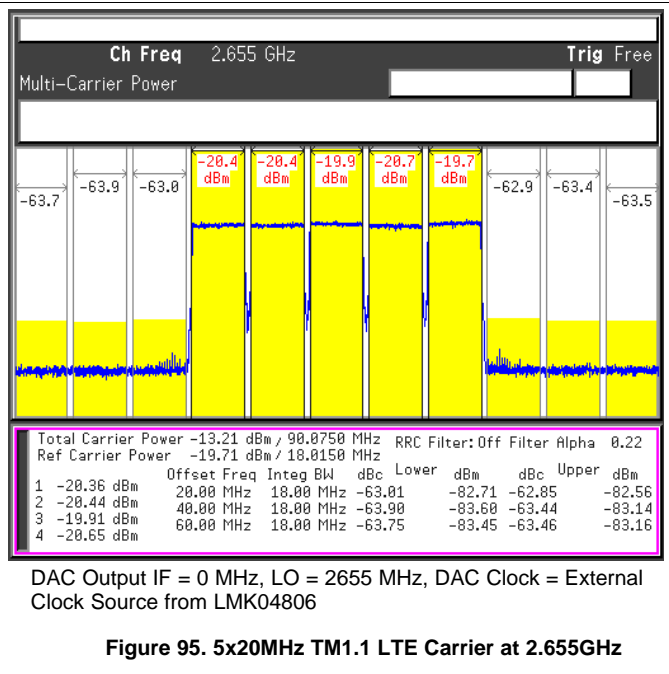 Ch Freq 2.655 GHz Trig Free
Multi-Carrier Power
-63.7 -63.9 -63.0 -20.4 dBm -20.4 dBm -19.9 dBm -20.7 dBm -19.7 dBm -62.9 -63.4 -63.5
Total Carrier Power -13.21 dBm/ 90.0750 MHz RRC Filter: Off Filter Alpha 0.22
Ref Carrier Power -19.71 dBm/ 18.0150 MHz
Offset Freq Integ BW dBc Lower dBm dBc Upper dBm
1 -20.36 dBm 20.00 MHz 18.00 MHz -63.01 -82.71 -62.85 -82.56
2 -20.44 dBm 40.00 MHz 18.00 MHz -63.90 -83.60 -63.44 -83.14
3 -19.91 dBm 60.00 MHz 18.00 MHz -63.75 -83.45 -63.46 -83.16
4 -20.65 dBm
DAC Output IF = 0 MHz, LO = 2655 MHz, DAC Clock = External
Clock Source from LMK04806
Figure 95. 5x20MHz TM1.1 LTE Carrier at 2.655GHz